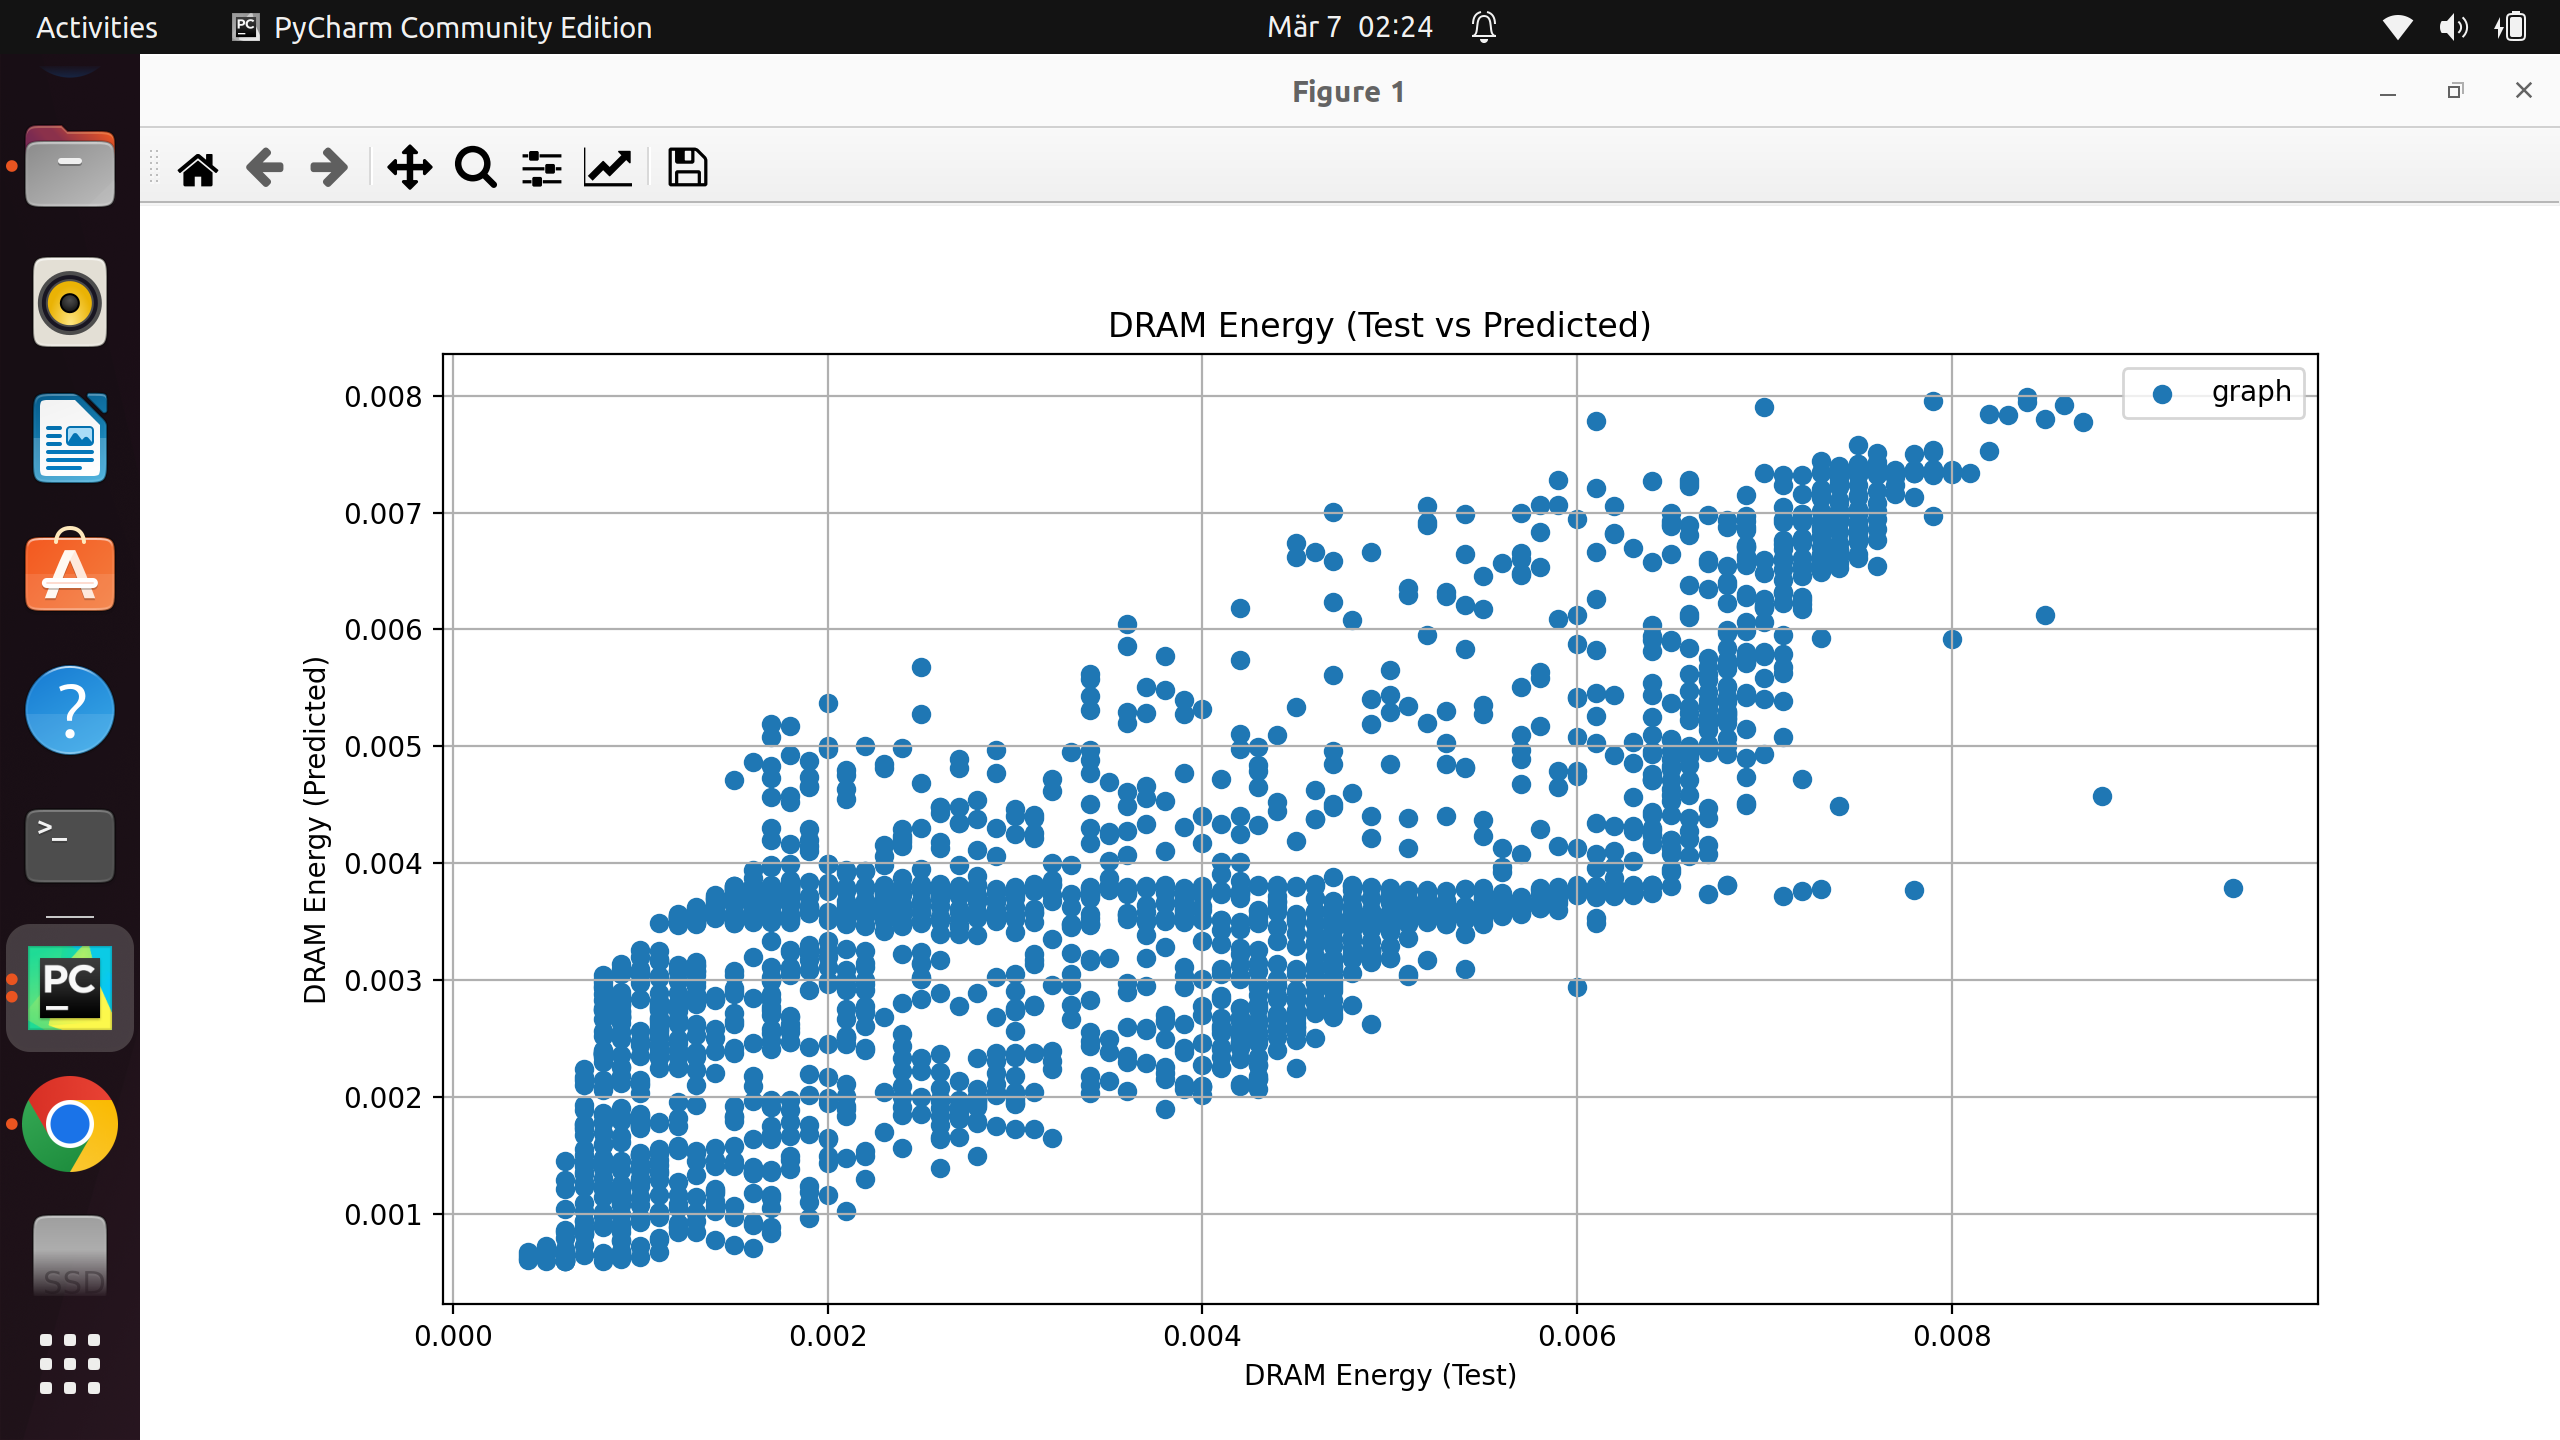 Activities
PyCharm Community Edition
Mär 7 02:24
Figure 1
DRAM Energy (Test vs Predicted)
graph
0.008
0.007
0.006
0.005
0.004
0.003
0.002
0.001
DRAM Energy (Predicted)
0.000
0.002
0.004
0.006
0.008
DRAM Energy (Test)
>_
PC
SSD